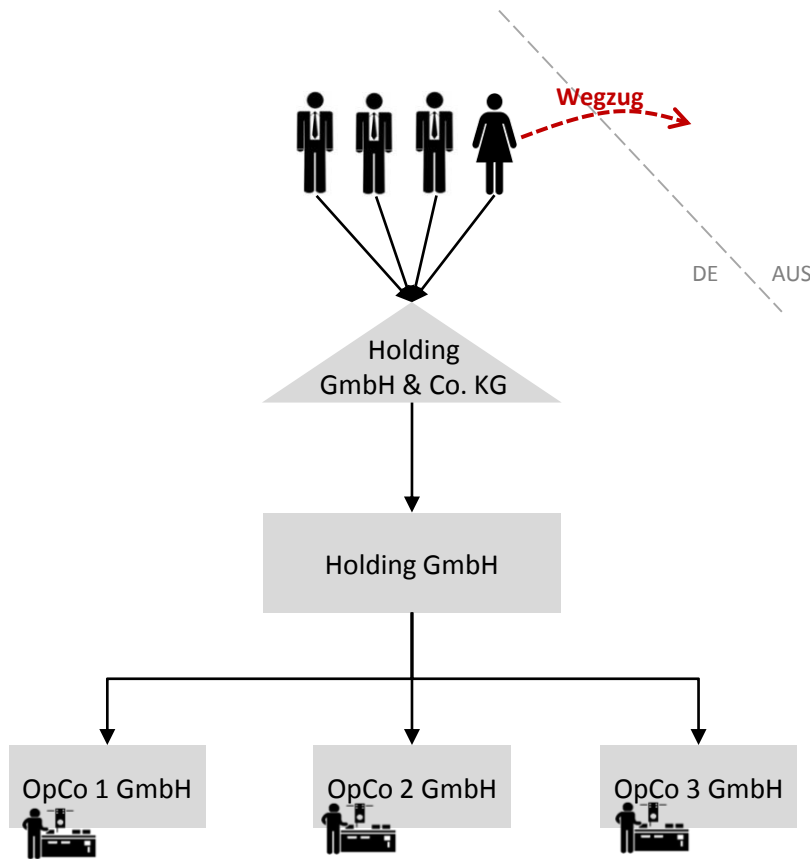 Wegzug
DE
AUS
Holding
GmbH & Co. KG
Holding GmbH
OpCo 1 GmbH
OpCo 2 GmbH
OpCo 3 GmbH